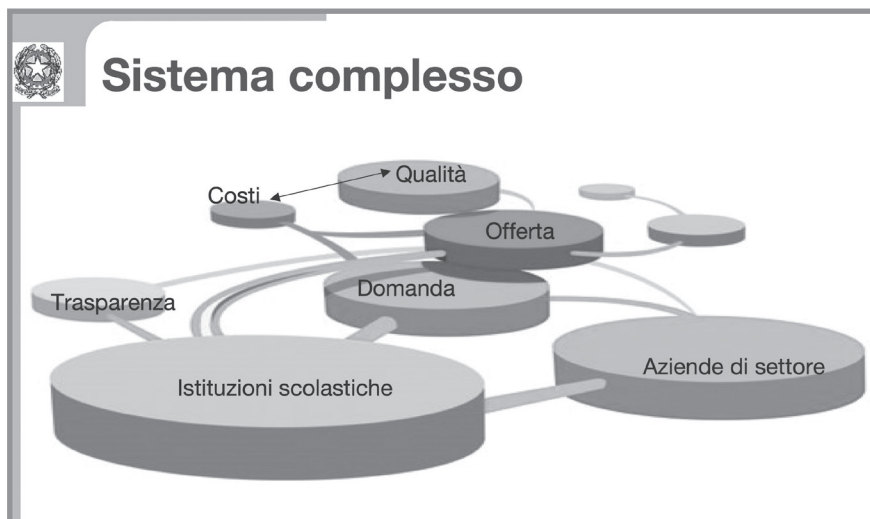 Sistema complesso
Qualità
Costi
Offerta
Domanda
Trasparenza
Istituzioni scolastiche
Aziende di settore